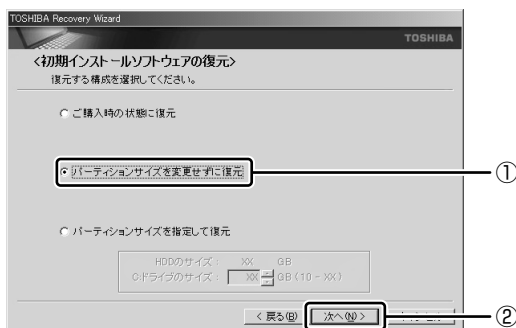 TOSHIBA Recovery Wizard
TOSHIBA
<初期インストールソフトウェアの復元>
復元する構成を選択してください。
ご購入時の状態に復元
パーティションサイズを変更せずに復元
①
パーティションサイズを指定して復元
HDDのサイズ： XX GB
C:ドライブのサイズ： XX GB (10 - XX)
< 戻る(B) 次へ(N) >
②